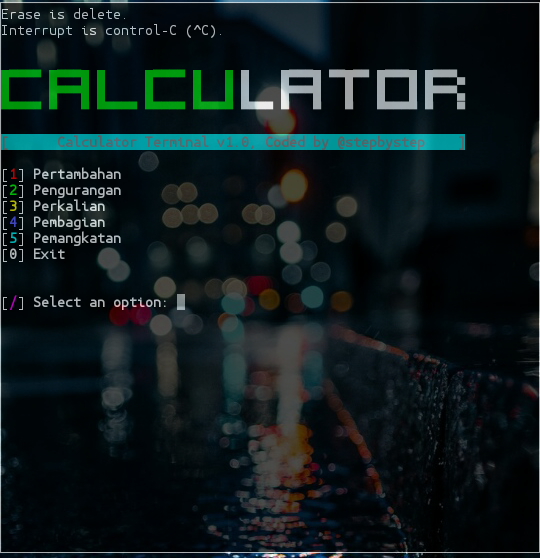 Erase is delete.
Interrupt is control-C (^C).
CALCULATOR
Calculator Terminal v1.0, Coded by @stepbystep
[1] Pertambahan
[2] Pengurangan
[3] Perkalian
[4] Pembagian
[5] Pemangkatan
[0] Exit
[/] Select an option: